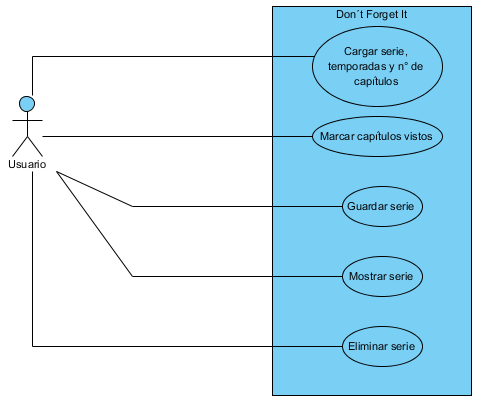 Don´t Forget It
Cargar serie,
temporadas y n° de
capítulos
Marcar capítulos vistos
Usuario
Guardar serie
Mostrar serie
Eliminar serie